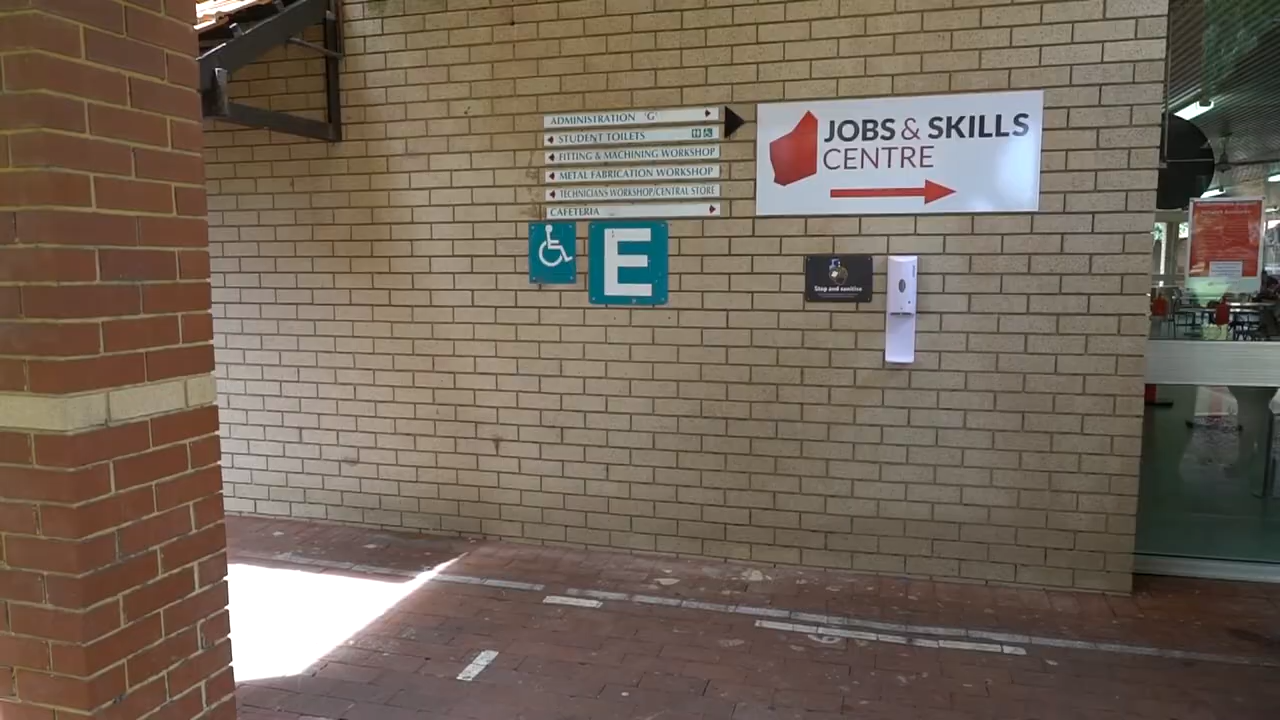 ADMINISTRATION 'G'
STUDENT TOILETS
FITTING & MACHINING WORKSHOP
METAL FABRICATION WORKSHOP
TECHNICIANS WORKSHOP/CENTRAL STORE
CAFETERIA
E
JOBS & SKILLS
CENTRE
Stop and sanitise